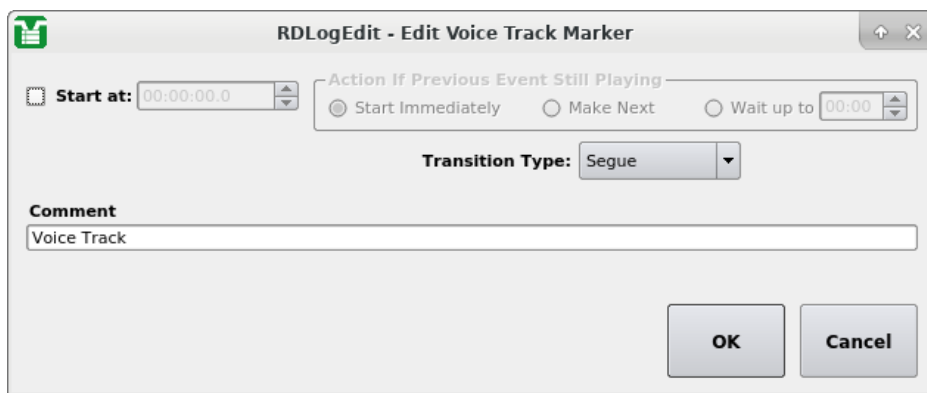 RDLogEdit - Edit Voice Track Marker
Action If Previous Event Still Playing
Start at: 00:00:00.0 Start Immediately Make Next Wait up to 00:00
Transition Type: Segue
Comment
Voice Track
OK Cancel